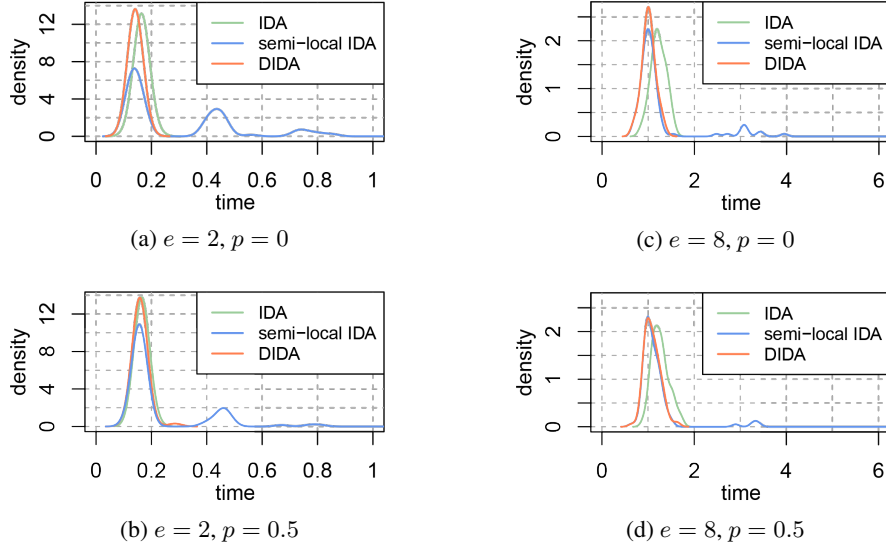 12
8
4
0
density
IDA
semi-local IDA
DIDA
0 0.2 0.4 0.6 0.8 1
time
(a) e = 2, p = 0
2
1
0
density
IDA
semi-local IDA
DIDA
0 2 4 6
time
(c) e = 8, p = 0
12
8
4
0
density
IDA
semi-local IDA
DIDA
0 0.2 0.4 0.6 0.8 1
time
(b) e = 2, p = 0.5
2
1
0
density
IDA
semi-local IDA
DIDA
0 2 4 6
time
(d) e = 8, p = 0.5